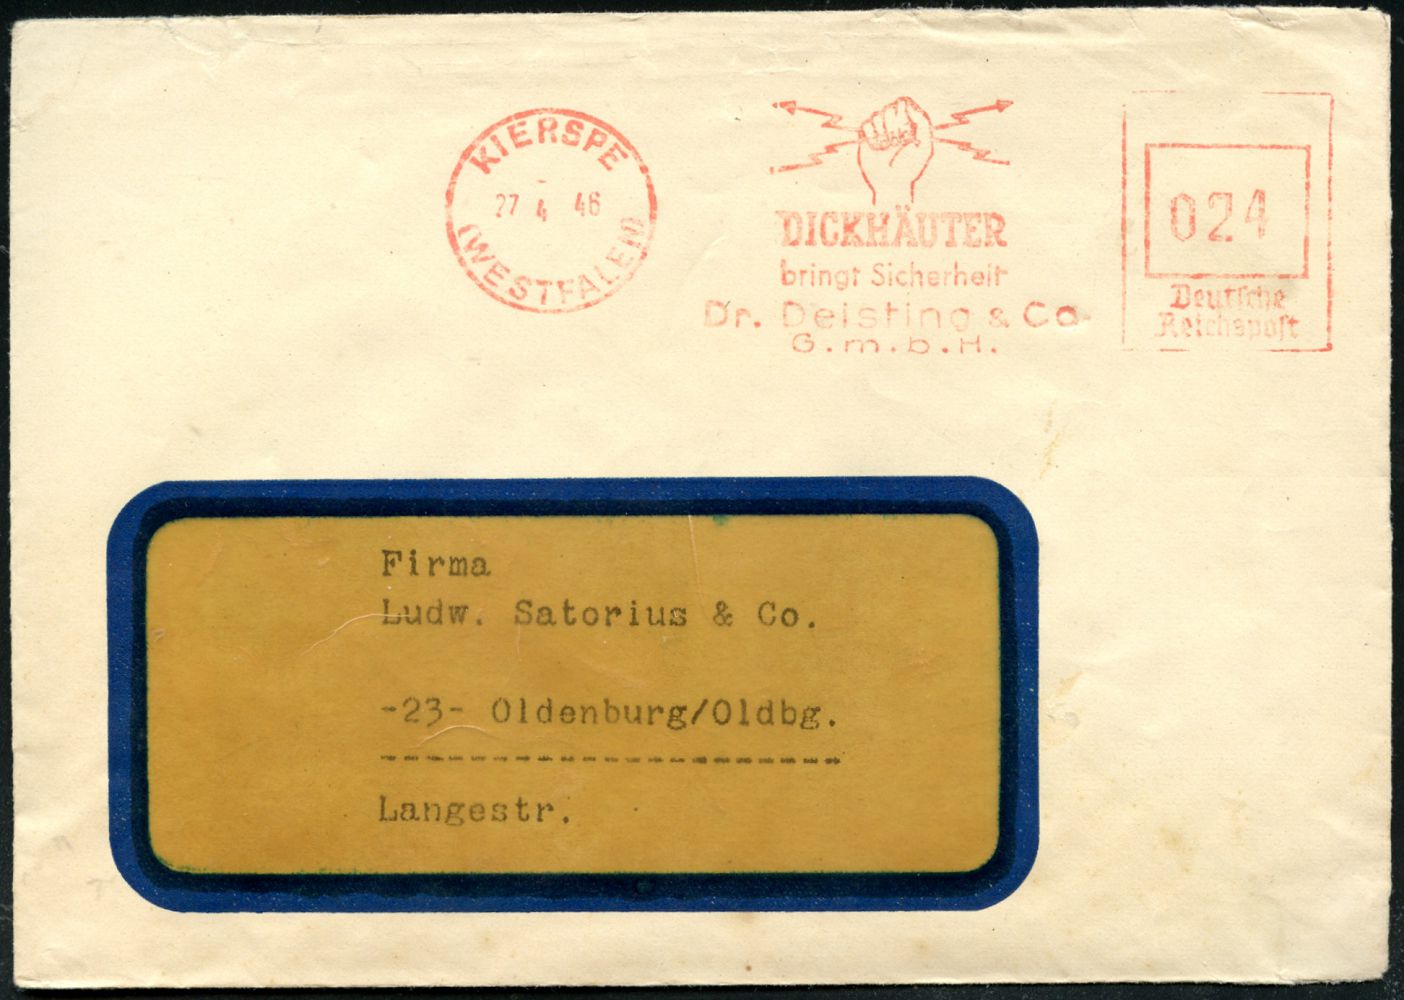 KIERSPE
27 4 46
(WESTFALEN)
DICKHÄUTER
bringt Sicherheit
Dr. Deisting & Co
G.m.b.H.
024
Deutsche
Reichspost
Firma
Ludw. Satorius & Co.
-23- Oldenburg/Oldbg.
Langestr.